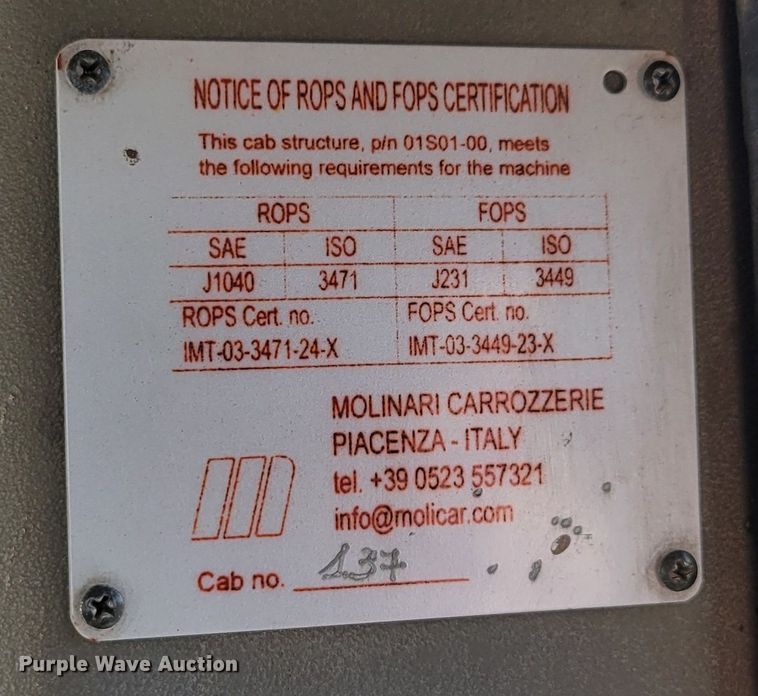 NOTICE OF ROPS AND FOPS CERTIFICATION
This cab structure, p/n 01S01-00, meets
the following requirements for the machine
ROPS FOPS
SAE ISO SAE ISO
J1040 3471 J231 3449
ROPS Cert. no. FOPS Cert. no.
IMT-03-3471-24-X IMT-03-3449-23-X
MOLINARI CARROZZERIE
PIACENZA - ITALY
tel. +39 0523 557321
info@molicar.com
Cab no. 137
Purple Wave Auction